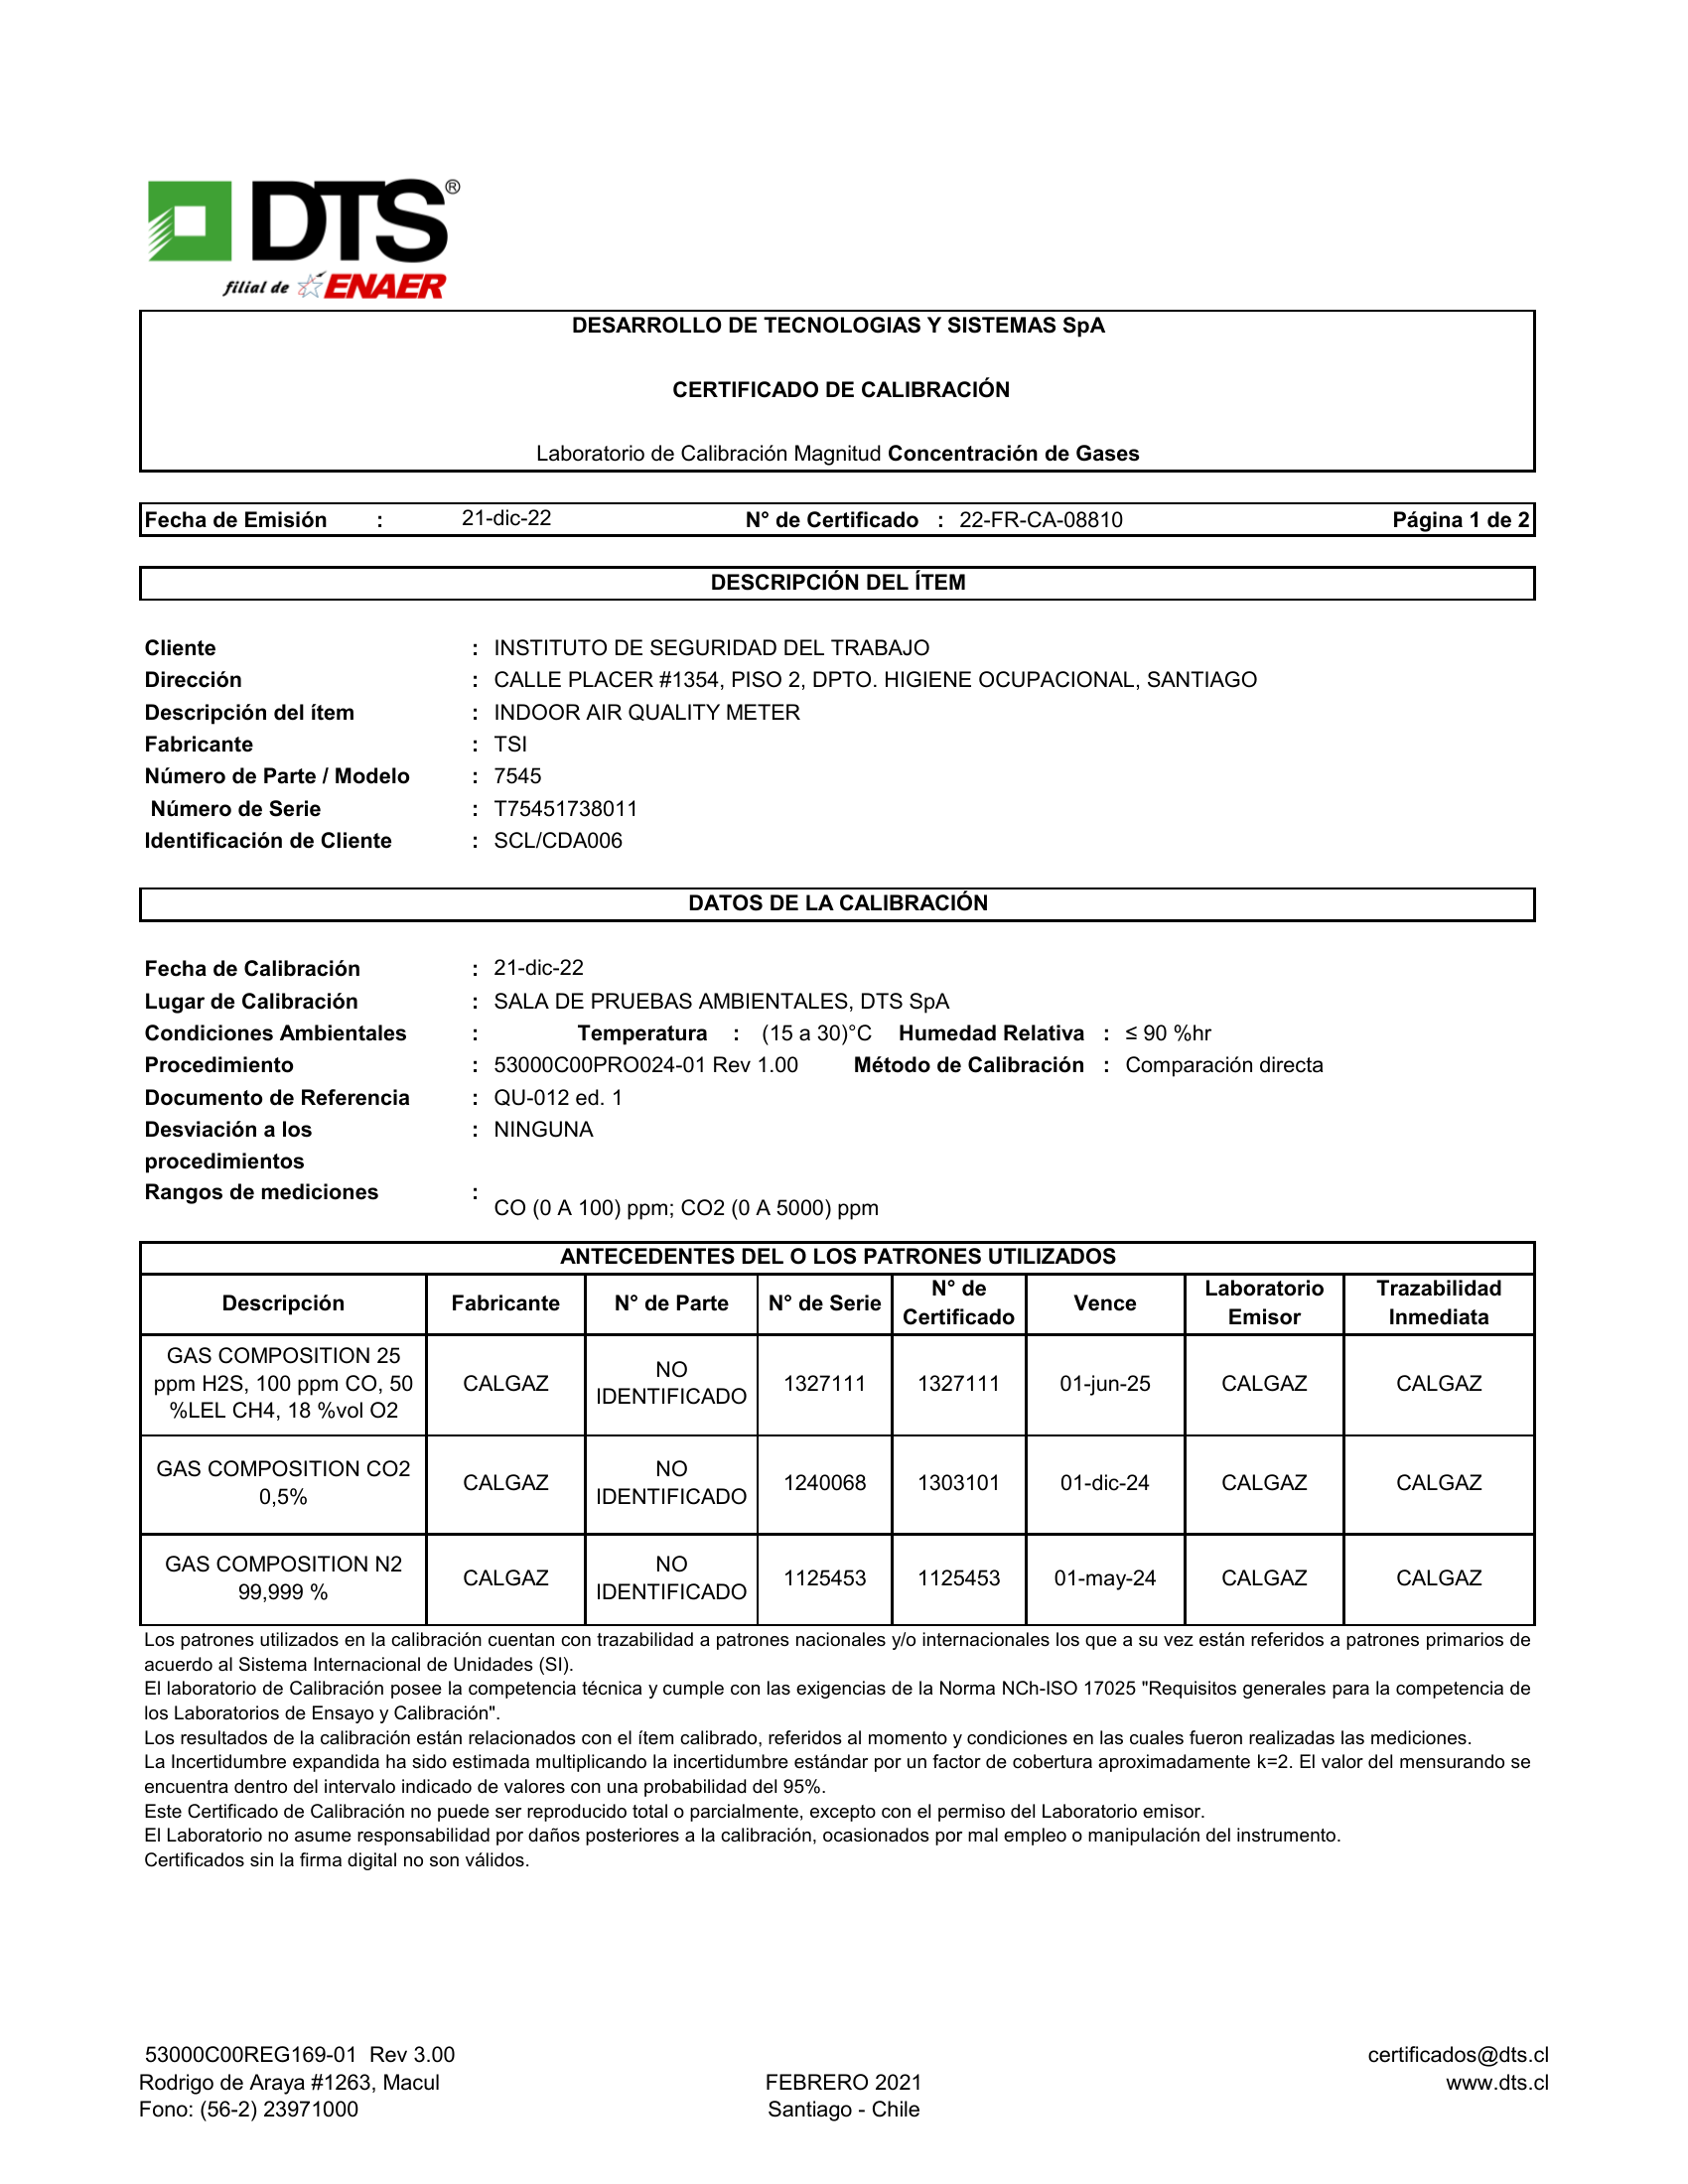 DTS®
filial de ENAER
DESARROLLO DE TECNOLOGIAS Y SISTEMAS SpA
CERTIFICADO DE CALIBRACIÓN
Laboratorio de Calibración Magnitud Concentración de Gases
Fecha de Emisión : 21-dic-22 N° de Certificado : 22-FR-CA-08810 Página 1 de 2
DESCRIPCIÓN DEL ÍTEM
Cliente : INSTITUTO DE SEGURIDAD DEL TRABAJO
Dirección : CALLE PLACER #1354, PISO 2, DPTO. HIGIENE OCUPACIONAL, SANTIAGO
Descripción del ítem : INDOOR AIR QUALITY METER
Fabricante : TSI
Número de Parte / Modelo : 7545
Número de Serie : T75451738011
Identificación de Cliente : SCL/CDA006
DATOS DE LA CALIBRACIÓN
Fecha de Calibración : 21-dic-22
Lugar de Calibración : SALA DE PRUEBAS AMBIENTALES, DTS SpA
Condiciones Ambientales : Temperatura : (15 a 30)°C Humedad Relativa : ≤ 90 %hr
Procedimiento : 53000C00PRO024-01 Rev 1.00 Método de Calibración : Comparación directa
Documento de Referencia : QU-012 ed. 1
Desviación a los : NINGUNA
procedimientos
Rangos de mediciones :
CO (0 A 100) ppm; CO2 (0 A 5000) ppm
ANTECEDENTES DEL O LOS PATRONES UTILIZADOS
Descripción Fabricante N° de Parte N° de Serie N° de Certificado Vence Laboratorio Emisor Trazabilidad Inmediata
GAS COMPOSITION 25 ppm H2S, 100 ppm CO, 50 %LEL CH4, 18 %vol O2 CALGAZ NO IDENTIFICADO 1327111 1327111 01-jun-25 CALGAZ CALGAZ
GAS COMPOSITION CO2 0,5% CALGAZ NO IDENTIFICADO 1240068 1303101 01-dic-24 CALGAZ CALGAZ
GAS COMPOSITION N2 99,999 % CALGAZ NO IDENTIFICADO 1125453 1125453 01-may-24 CALGAZ CALGAZ
Los patrones utilizados en la calibración cuentan con trazabilidad a patrones nacionales y/o internacionales los que a su vez están referidos a patrones primarios de
acuerdo al Sistema Internacional de Unidades (SI).
El laboratorio de Calibración posee la competencia técnica y cumple con las exigencias de la Norma NCh-ISO 17025 "Requisitos generales para la competencia de
los Laboratorios de Ensayo y Calibración".
Los resultados de la calibración están relacionados con el ítem calibrado, referidos al momento y condiciones en las cuales fueron realizadas las mediciones.
La Incertidumbre expandida ha sido estimada multiplicando la incertidumbre estándar por un factor de cobertura aproximadamente k=2. El valor del mensurando se
encuentra dentro del intervalo indicado de valores con una probabilidad del 95%.
Este Certificado de Calibración no puede ser reproducido total o parcialmente, excepto con el permiso del Laboratorio emisor.
El Laboratorio no asume responsabilidad por daños posteriores a la calibración, ocasionados por mal empleo o manipulación del instrumento.
Certificados sin la firma digital no son válidos.
53000C00REG169-01 Rev 3.00 certificados@dts.cl
Rodrigo de Araya #1263, Macul FEBRERO 2021 www.dts.cl
Fono: (56-2) 23971000 Santiago - Chile